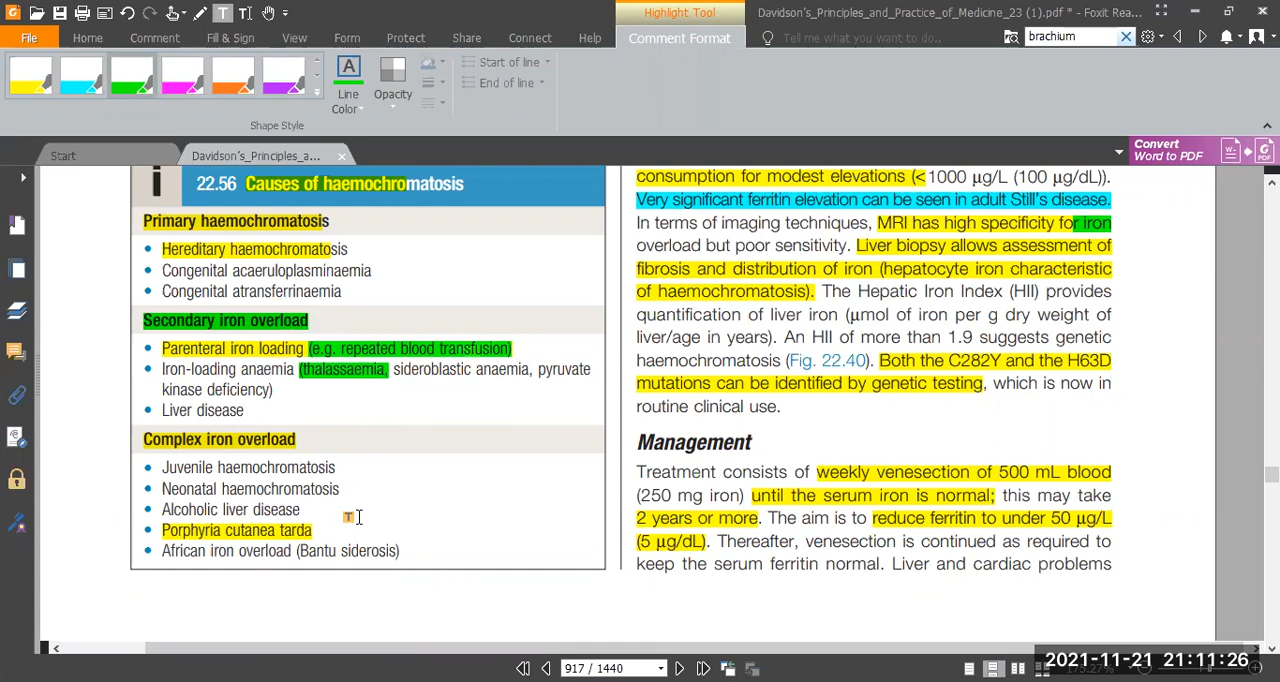 Highlight Tool
Davidson's_Principles_and_Practice_of_Medicine_23 (1).pdf * - Foxit Rea...
File Home Comment Fill & Sign View Form Protect Share Connect Help Comment Format Tell me what you want to do.. brachium
Line Color
Opacity
Start of line
End of line
Shape Style
Start
Davidson's_Principles_a...
Convert
Word to PDF
i
22.56 Causes of haemochromatosis
Primary haemochromatosis
• Hereditary haemochromatosis
• Congenital acaeruloplasminaemia
• Congenital atransferrinaemia
Secondary iron overload
• Parenteral iron loading (e.g. repeated blood transfusion)
• Iron-loading anaemia (thalassaemia, sideroblastic anaemia, pyruvate
kinase deficiency)
• Liver disease
Complex iron overload
• Juvenile haemochromatosis
• Neonatal haemochromatosis
• Alcoholic liver disease
• Porphyria cutanea tarda
• African iron overload (Bantu siderosis)
consumption for modest elevations (<1000 µg/L (100 µg/dL)).
Very significant ferritin elevation can be seen in adult Still's disease.
In terms of imaging techniques, MRI has high specificity for iron
overload but poor sensitivity. Liver biopsy allows assessment of
fibrosis and distribution of iron (hepatocyte iron characteristic
of haemochromatosis). The Hepatic Iron Index (HII) provides
quantification of liver iron (µmol of iron per g dry weight of
liver/age in years). An HII of more than 1.9 suggests genetic
haemochromatosis (Fig. 22.40). Both the C282Y and the H63D
mutations can be identified by genetic testing, which is now in
routine clinical use.
Management
Treatment consists of weekly venesection of 500 mL blood
(250 mg iron) until the serum iron is normal; this may take
2 years or more. The aim is to reduce ferritin to under 50 µg/L
(5 µg/dL). Thereafter, venesection is continued as required to
keep the serum ferritin normal. Liver and cardiac problems
917 / 1440
2021-11-21 21:11:26